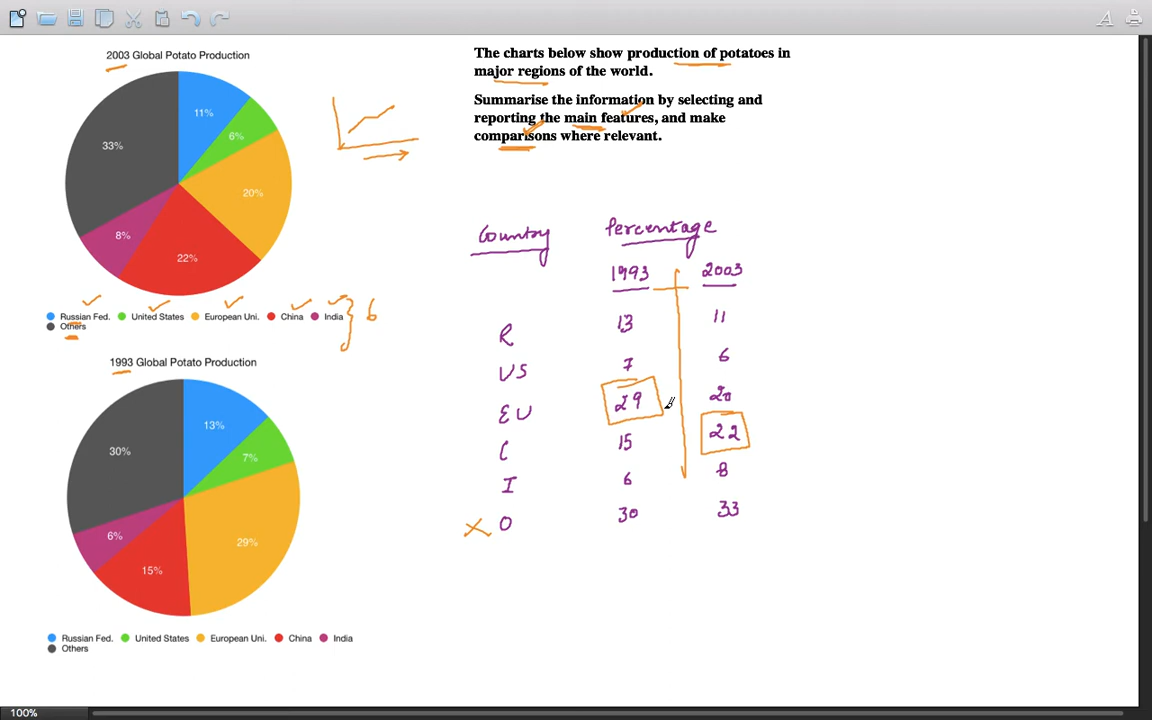 2003 Global Potato Production
11%
6%
20%
22%
8%
33%
Russian Fed. United States European Uni. China India
Others
6
1993 Global Potato Production
13%
7%
29%
15%
6%
30%
Russian Fed. United States European Uni. China India
Others
The charts below show production of potatoes in
major regions of the world.
Summarise the information by selecting and
reporting the main features, and make
comparisons where relevant.
Country Percentage
1993 2003
R 13 11
US 7 6
EU 29 20
C 15 22
I 6 8
O 30 33
A
100%